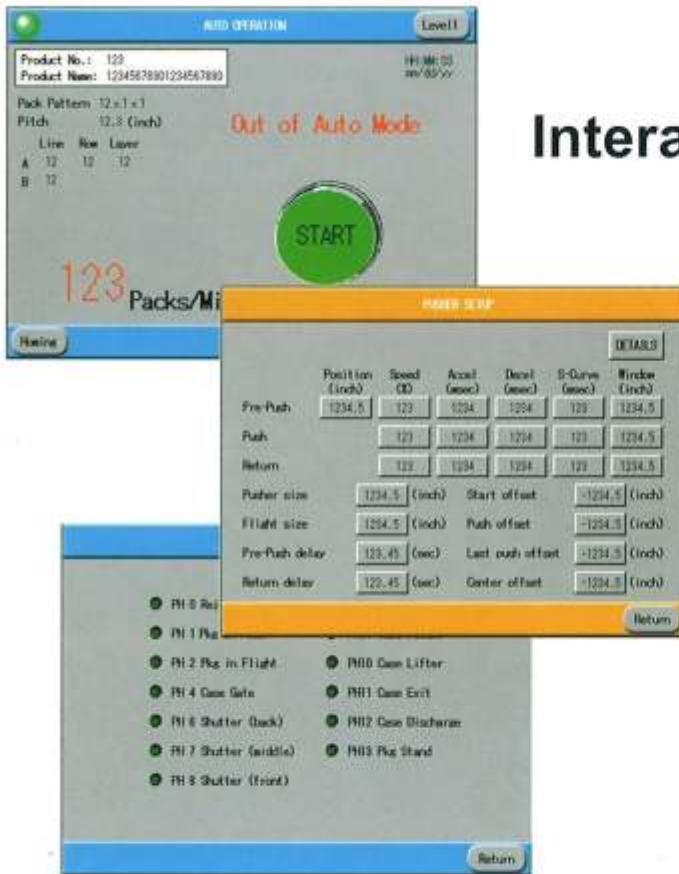 AUTO OPERATION
Level1
Product No.: 123
Product Name: 12345678901234567890
HH:MM:SS
mm/dd/yy
Pack Pattern 12x1x1
Pitch 12.3 (inch)
Line Row Layer
A 12 12 12
B 12
Out of Auto Mode
START
123 Packs/Mi
Homing
Intera
PUSHER SETUP
DETAILS
Position (inch) Speed (%) Accel (msec) Decel (msec) S-Curve (msec) Window (inch)
Pre-Push 1234.5 123 1234 1234 123 1234.5
Push 123 1234 1234 123 1234.5
Return 123 1234 1234 123 1234.5
Pusher size 1234.5 (inch) Start offset -1234.5 (inch)
Flight size 1234.5 (inch) Push offset -1234.5 (inch)
Pre-Push delay 123.45 (sec) Last push offset -1234.5 (inch)
Return delay 123.45 (sec) Center offset -1234.5 (inch)
Return
PH 1 Pkg
PH 2 Pkg in Flight PH10 Case Lifter
PH 4 Case Gate PH11 Case Exit
PH 6 Shutter (back) PH12 Case Discharge
PH 7 Shutter (middle) PH13 Pkg Stand
PH 8 Shutter (front)
Return